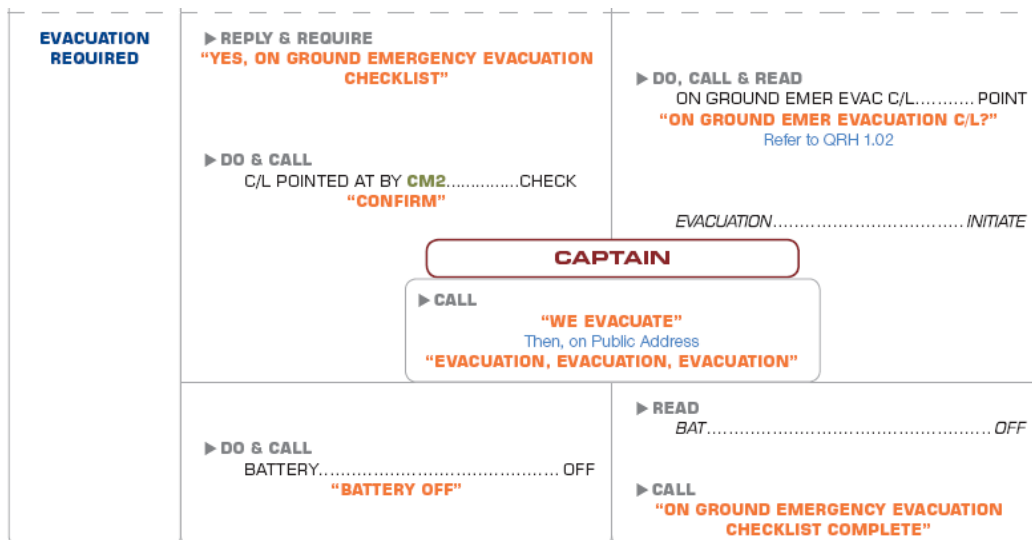 EVACUATION
REQUIRED
▶ REPLY & REQUIRE
“YES, ON GROUND EMERGENCY EVACUATION
CHECKLIST”
▶ DO, CALL & READ
ON GROUND EMER EVAC C/L........... POINT
“ON GROUND EMER EVACUATION C/L?”
Refer to QRH 1.02
▶ DO & CALL
C/L POINTED AT BY CM2...............CHECK
“CONFIRM”
EVACUATION..................................INITIATE
CAPTAIN
▶ CALL
“WE EVACUATE”
Then, on Public Address
“EVACUATION, EVACUATION, EVACUATION”
▶ READ
BAT.....................................................OFF
▶ DO & CALL
BATTERY............................................ OFF
“BATTERY OFF”
▶ CALL
“ON GROUND EMERGENCY EVACUATION
CHECKLIST COMPLETE”